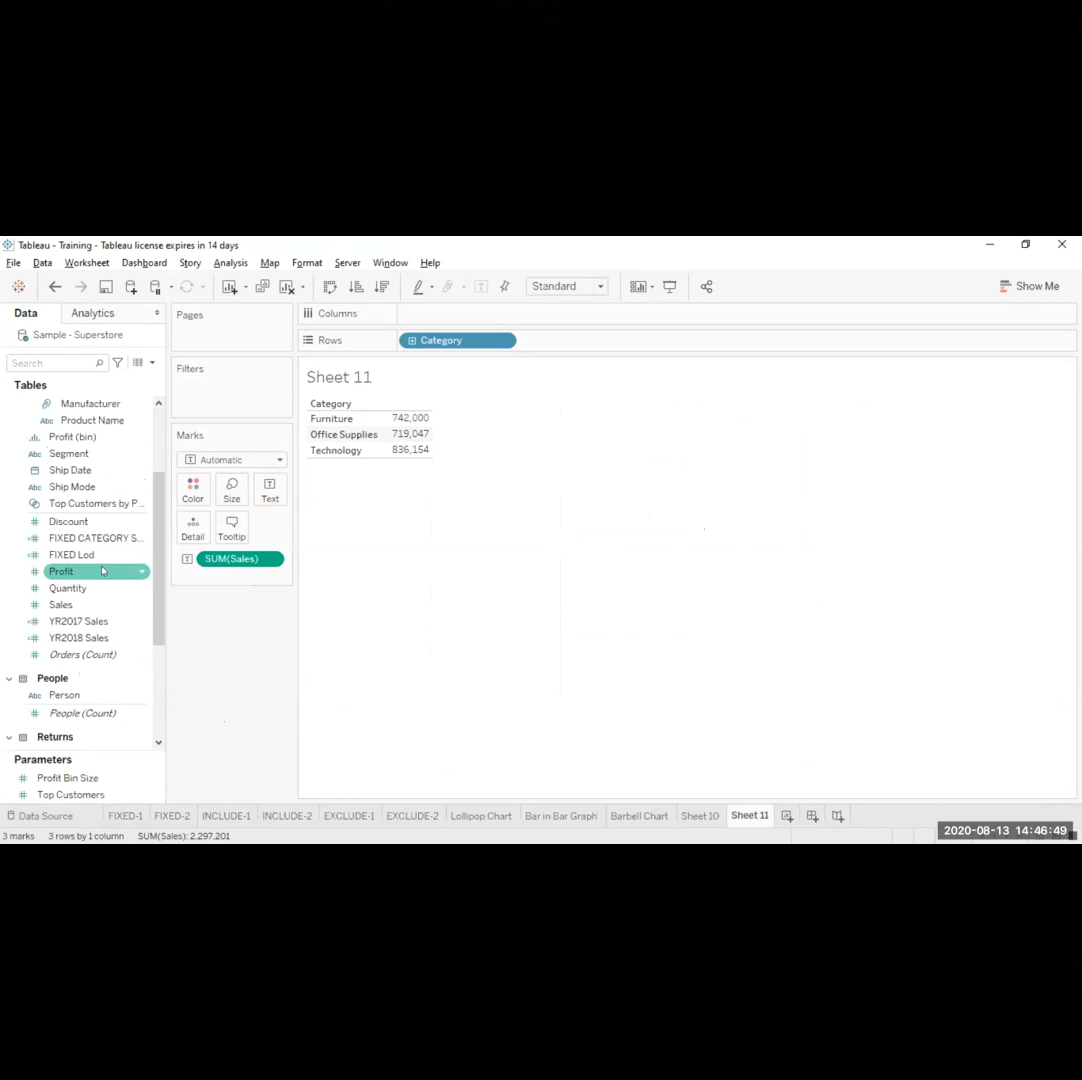 Tableau - Training - Tableau license expires in 14 days
File Data Worksheet Dashboard Story Analysis Map Format Server Window Help
Standard
Show Me
Data Analytics
Sample - Superstore
Search
Tables
Manufacturer
Abc Product Name
Profit (bin)
Abc Segment
Ship Date
Abc Ship Mode
Top Customers by P...
# Discount
=# FIXED CATEGORY S...
=# FIXED Lod
# Profit
# Quantity
# Sales
=# YR2017 Sales
=# YR2018 Sales
# Orders (Count)
People
Abc Person
# People (Count)
Returns
Parameters
# Profit Bin Size
# Top Customers
Pages
Filters
Marks
T Automatic
Color Size Text
Detail Tooltip
SUM(Sales)
Columns
Rows Category
Sheet 11
Category
Furniture 742,000
Office Supplies 719,047
Technology 836,154
Data Source FIXED-1 FIXED-2 INCLUDE-1 INCLUDE-2 EXCLUDE-1 EXCLUDE-2 Lollipop Chart Bar in Bar Graph Barbell Chart Sheet 10 Sheet 11
3 marks 3 rows by 1 column SUM(Sales): 2,297,201
2020-08-13 14:46:49